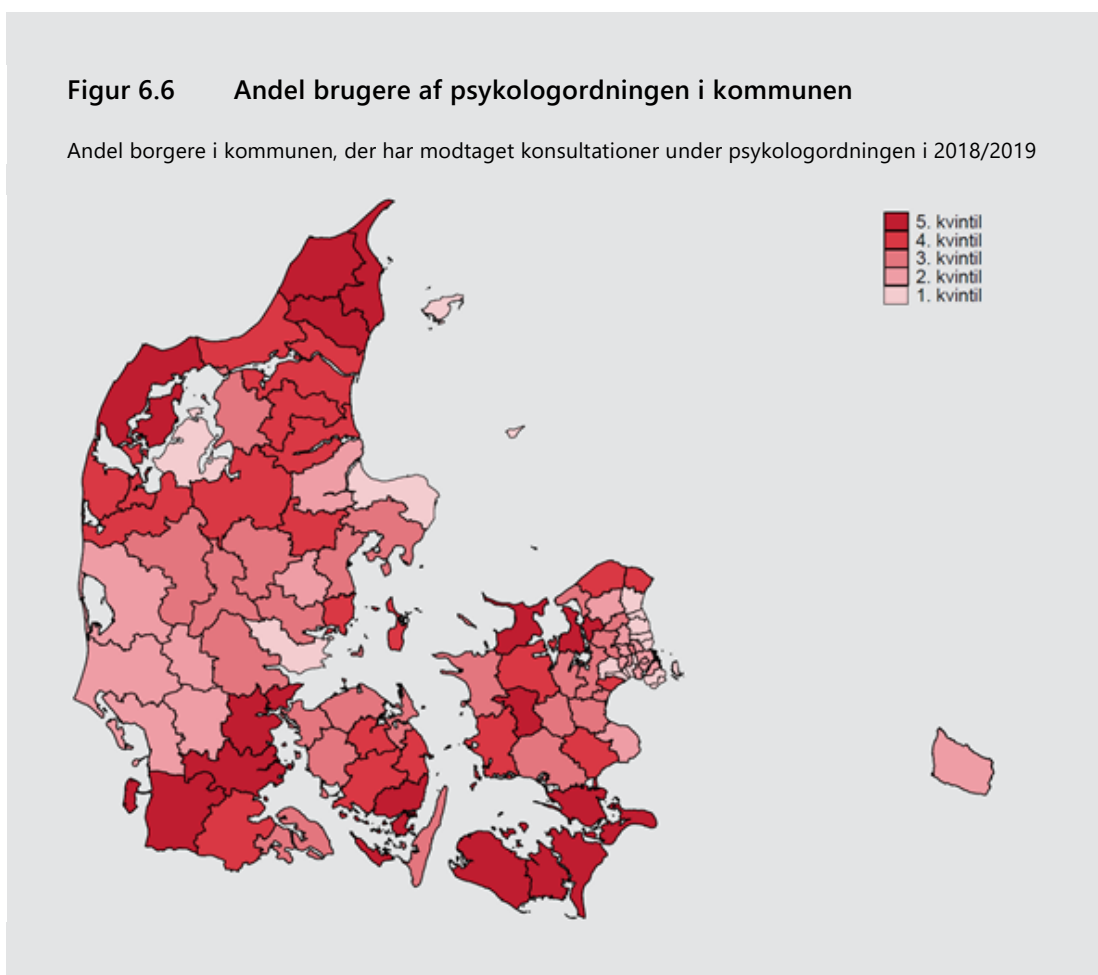 Figur 6.6 Andel brugere af psykologordningen i kommunen
Andel borgere i kommunen, der har modtaget konsultationer under psykologordningen i 2018/2019
5. kvintil
4. kvintil
3. kvintil
2. kvintil
1. kvintil